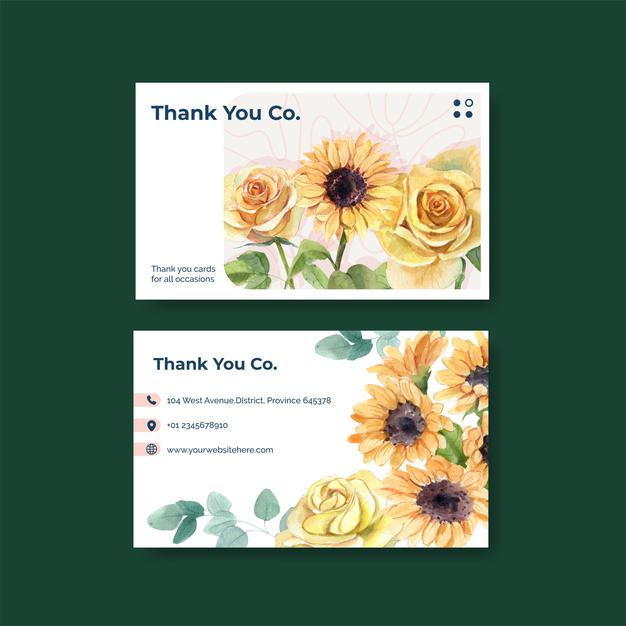 Thank You Co.
Thank you cards
for all occasions
Thank You Co.
104 West Avenue,District, Province 645378
+01 2345678910
www.yourwebsitehere.com